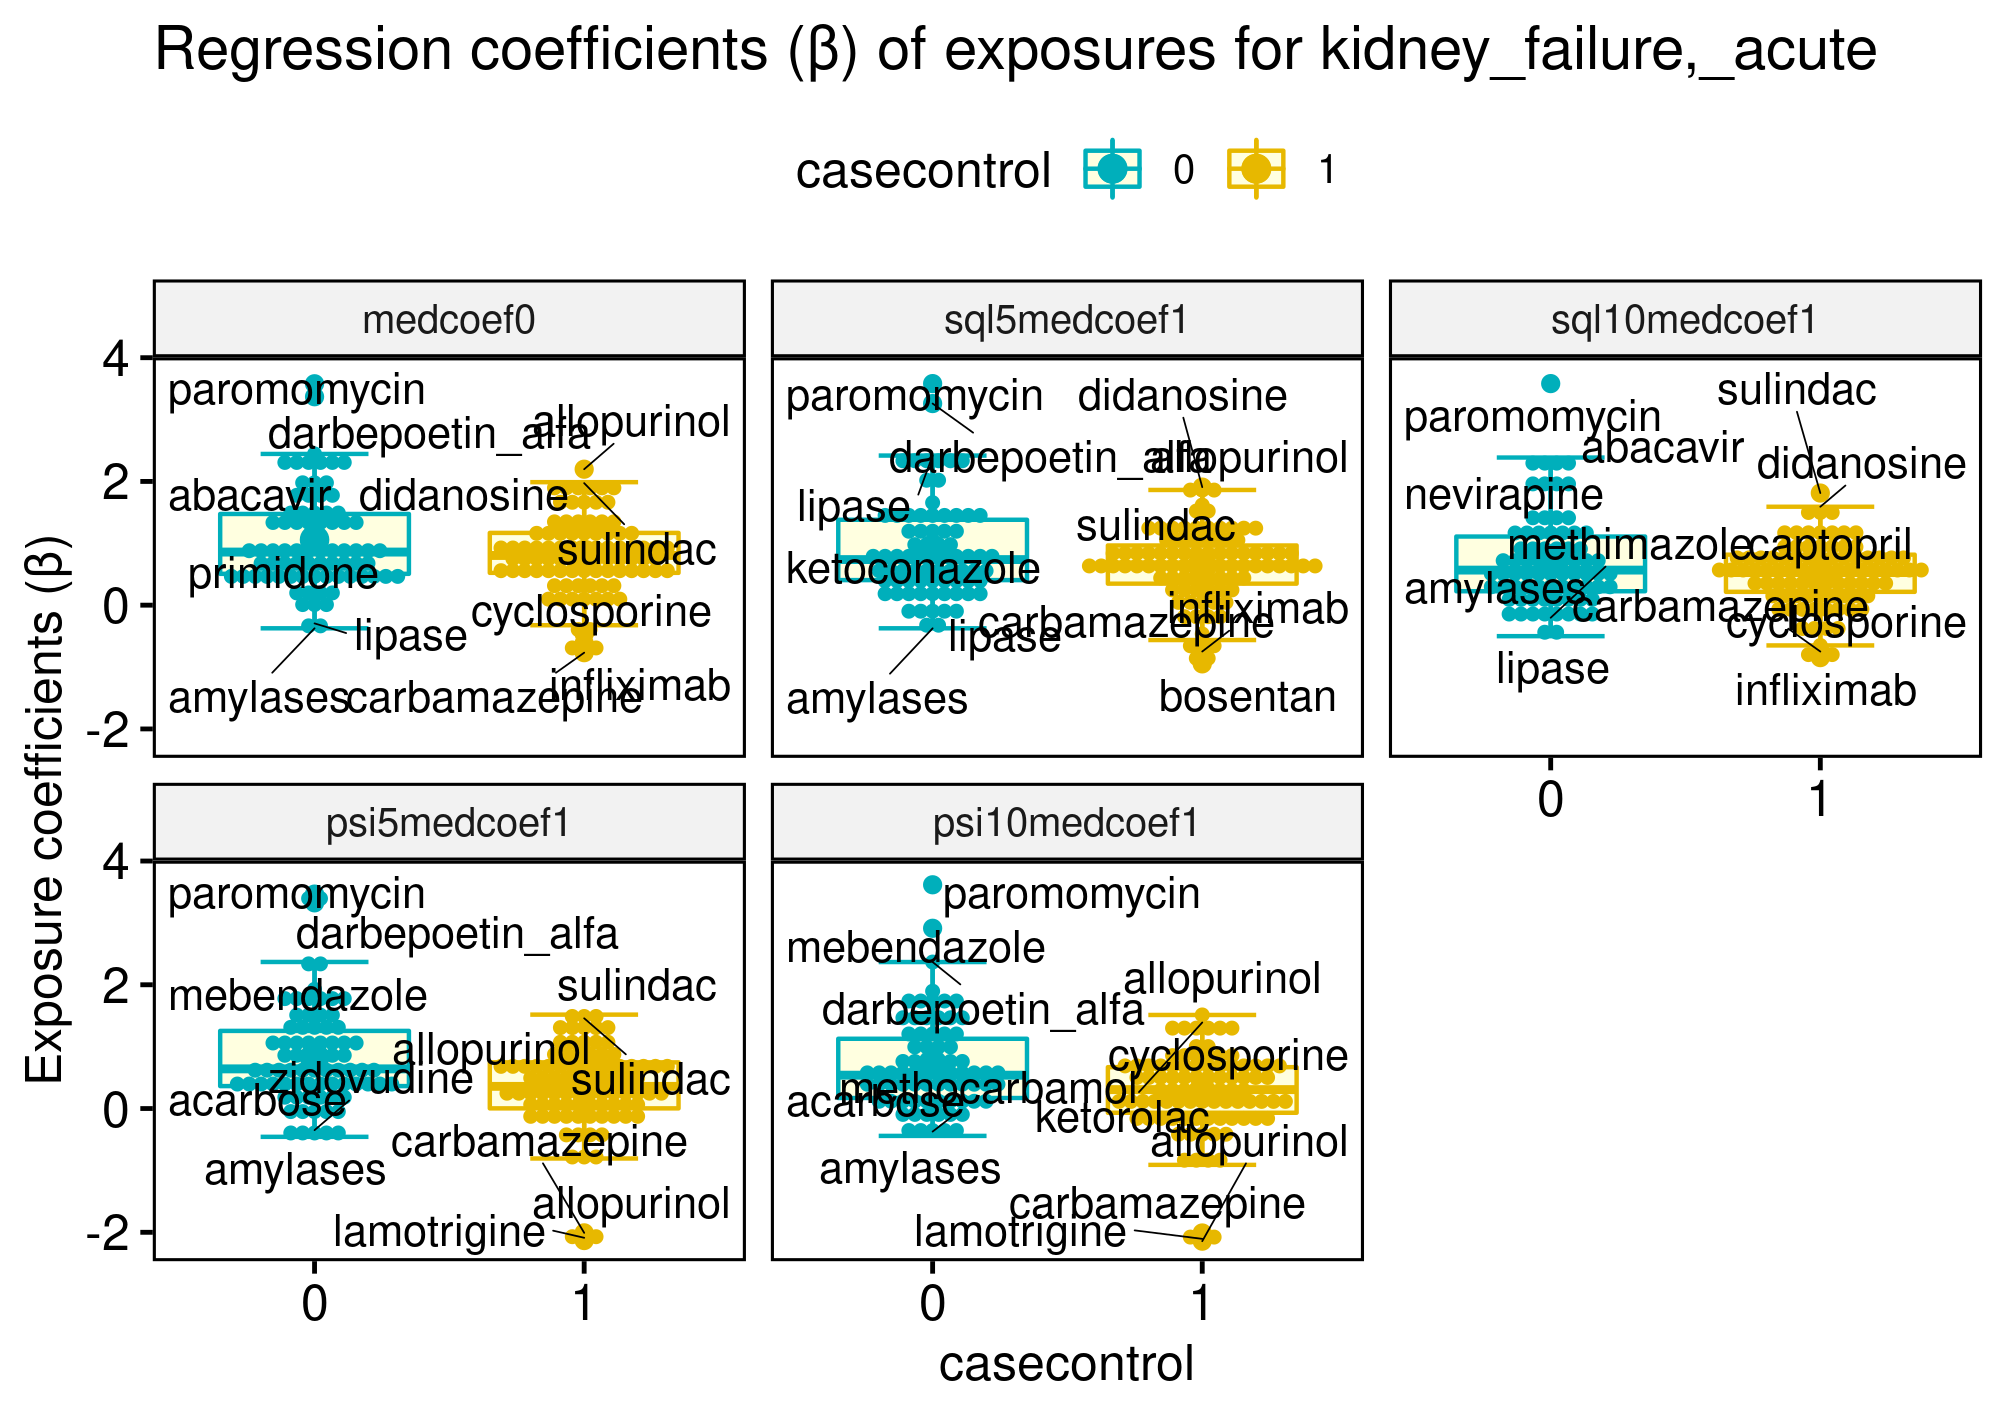 Regression coefficients (β) of exposures for kidney_failure,_acute
casecontrol 0 1
Exposure coefficients (β)
medcoef0
sql5medcoef1
sql10medcoef1
4
2
0
-2
paromomycin
darbepoetin_alfa
allopurinol
abacavir
didanosine
sulindac
primidone
cyclosporine
lipase
amylases
carbamazepine
infliximab
paromomycin
didanosine
darbepoetin_alfa
allopurinol
lipase
sulindac
ketoconazole
infliximab
carbamazepine
lipase
amylases
bosentan
sulindac
paromomycin
abacavir
didanosine
nevirapine
methimazole
captopril
amylases
carbamazepine
cyclosporine
lipase
infliximab
0 1
psi5medcoef1
psi10medcoef1
4
2
0
-2
paromomycin
darbepoetin_alfa
sulindac
mebendazole
allopurinol
zidovudine
sulindac
acarbose
carbamazepine
amylases
allopurinol
lamotrigine
paromomycin
mebendazole
allopurinol
darbepoetin_alfa
cyclosporine
methocarbamol
acarbose
ketorolac
allopurinol
amylases
carbamazepine
lamotrigine
0 1
0 1
casecontrol